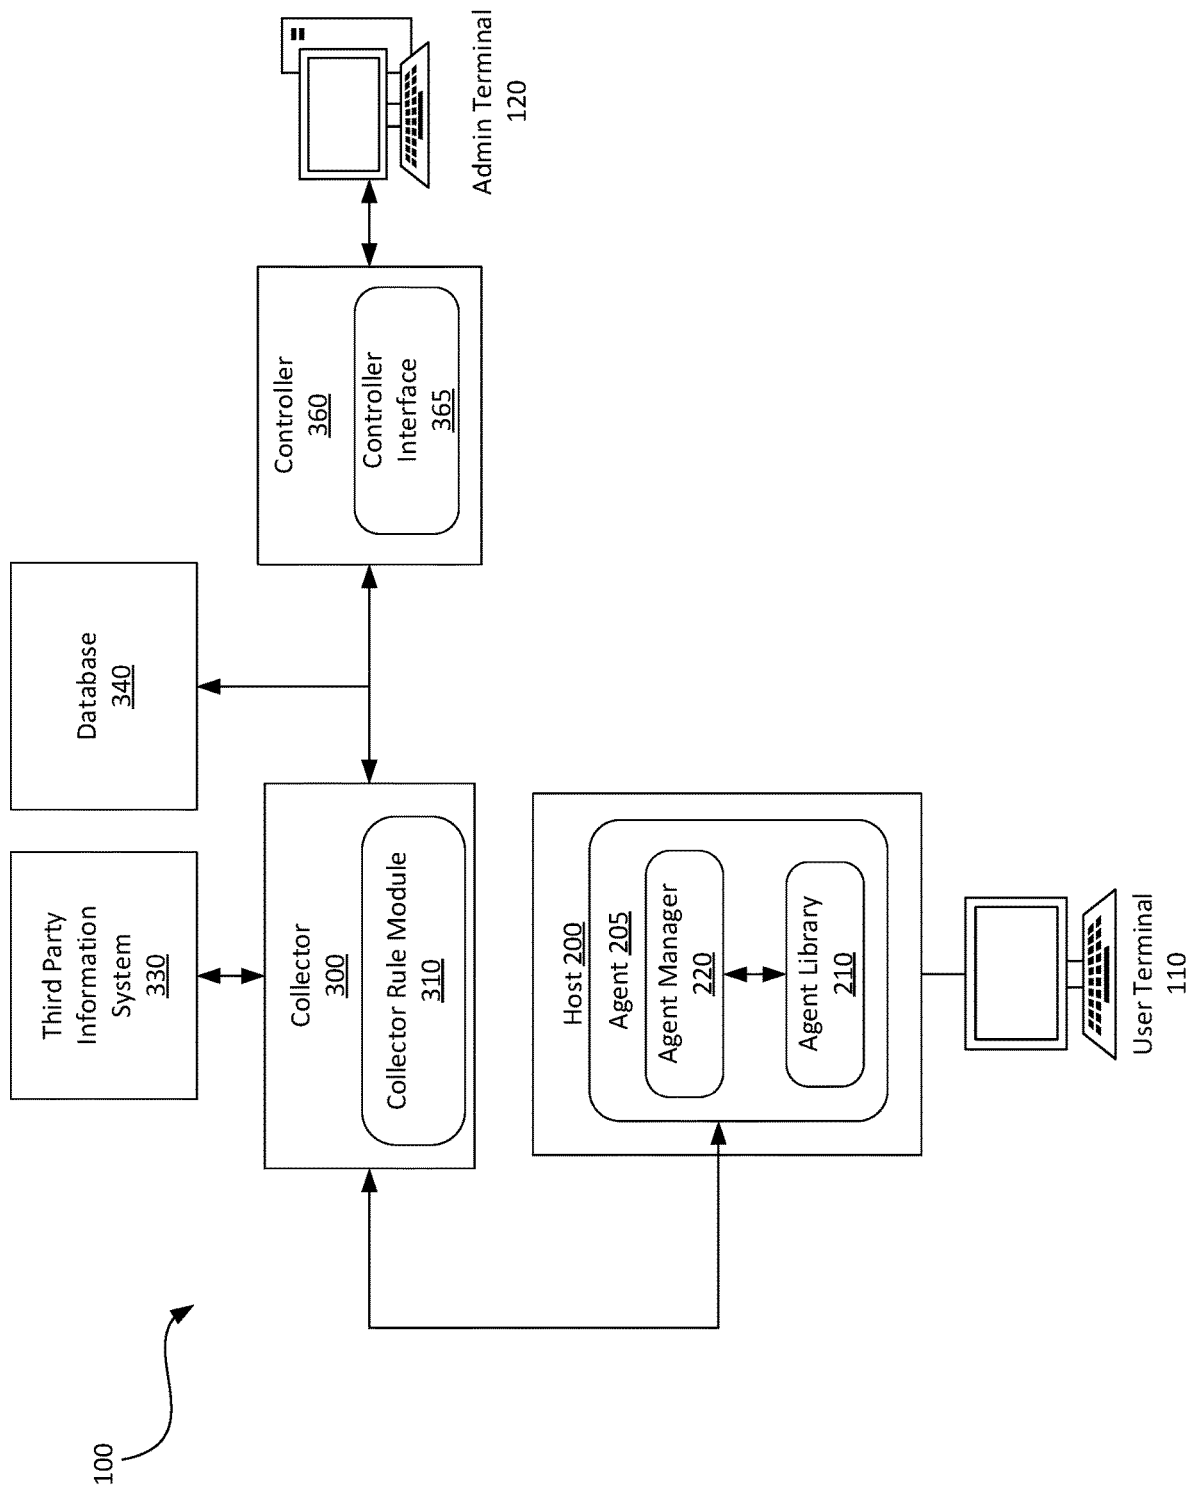 100
Third Party
Information
System
330
Database
340
Collector
300
Collector Rule Module
310
Controller
360
Controller
Interface
365
Admin Terminal
120
Host 200
Agent 205
Agent Manager
220
Agent Library
210
User Terminal
110